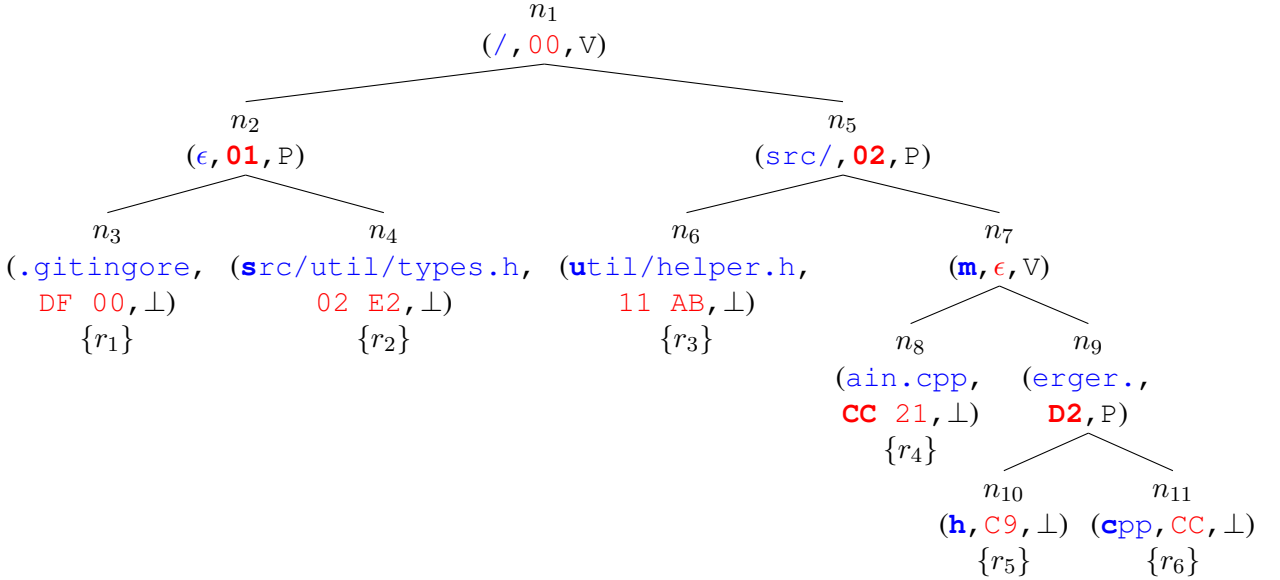 n₁
(/,00,V)
n₂ n₅
(ϵ,01,P) (src/,02,P)
n₃ n₄ n₆ n₇
(.gitingore, (src/util/types.h, (util/helper.h, (m,ϵ,V)
DF 00,⊥) 02 E2,⊥) 11 AB,⊥)
{r₁} {r₂} {r₃}
n₈ n₉
(ain.cpp, (erger.,
CC 21,⊥) D2,P)
{r₄}
n₁₀ n₁₁
(h,C9,⊥) (cpp,CC,⊥)
{r₅} {r₆}